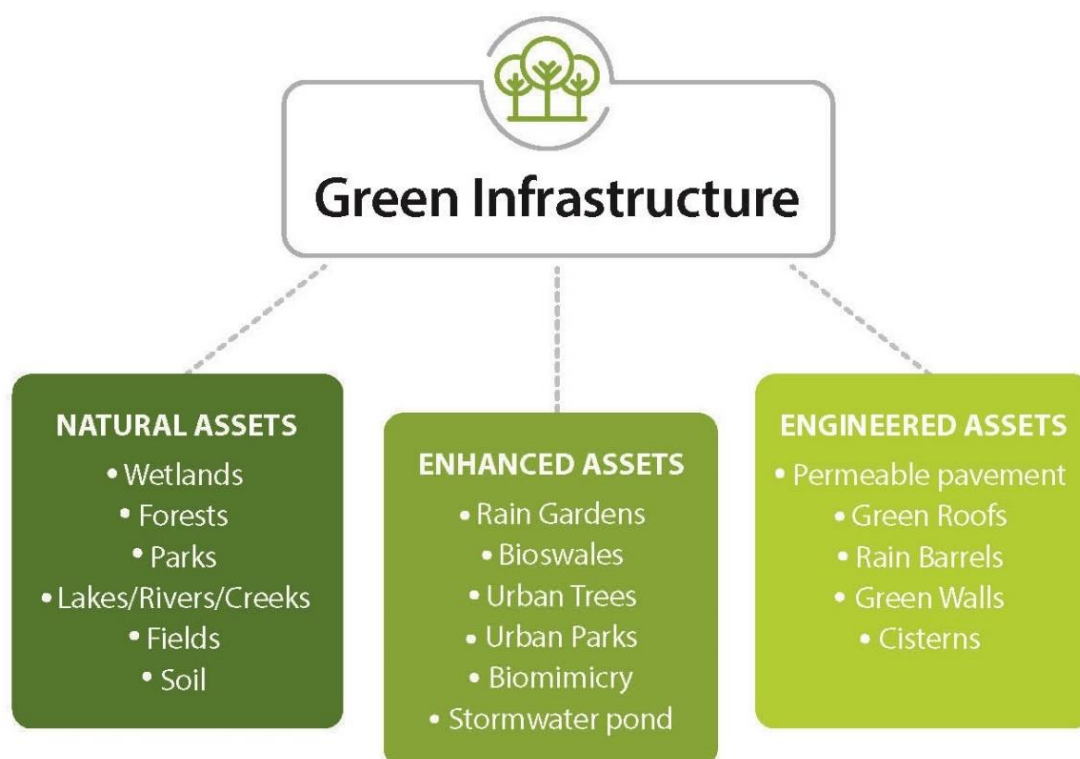 Green Infrastructure
NATURAL ASSETS
• Wetlands
• Forests
• Parks
• Lakes/Rivers/Creeks
• Fields
• Soil
ENHANCED ASSETS
• Rain Gardens
• Bioswales
• Urban Trees
• Urban Parks
• Biomimicry
• Stormwater pond
ENGINEERED ASSETS
• Permeable pavement
• Green Roofs
• Rain Barrels
• Green Walls
• Cisterns